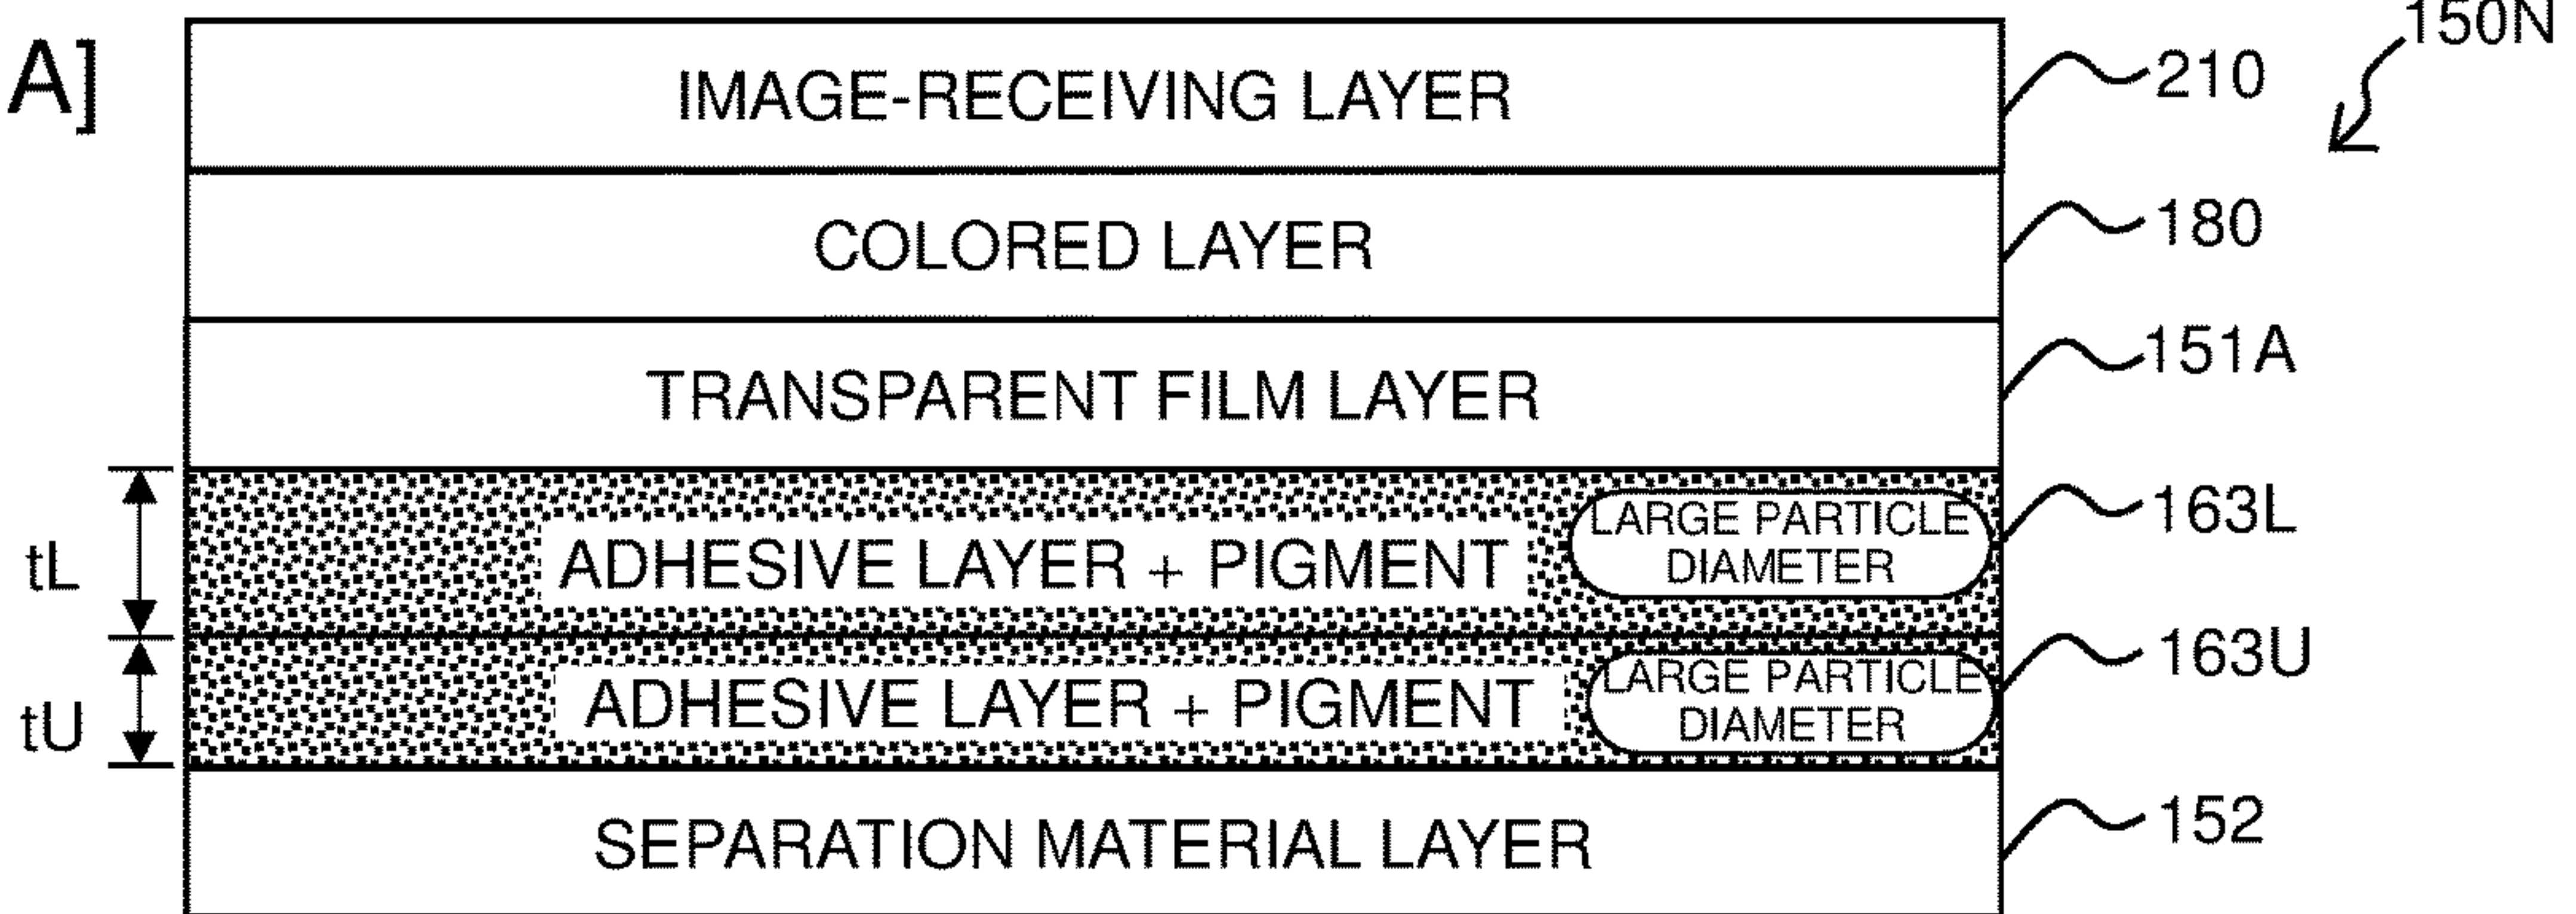 A]
150N
IMAGE-RECEIVING LAYER
210
COLORED LAYER
180
TRANSPARENT FILM LAYER
151A
tL
ADHESIVE LAYER + PIGMENT
LARGE PARTICLE
DIAMETER
163L
tU
ADHESIVE LAYER + PIGMENT
LARGE PARTICLE
DIAMETER
163U
SEPARATION MATERIAL LAYER
152